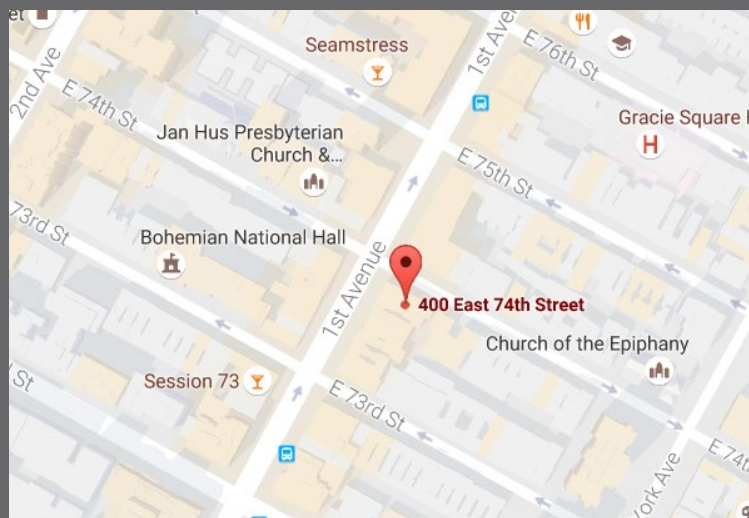 et
2nd Ave
E 74th St
Seamstress
1st Aven
E 76th St
Gracie Square H
H
Jan Hus Presbyterian
Church &...
E 75th St
73rd St
Bohemian National Hall
1st Avenue
400 East 74th Street
Church of the Epiphany
Session 73
E 73rd St
St
E 74th
York Ave